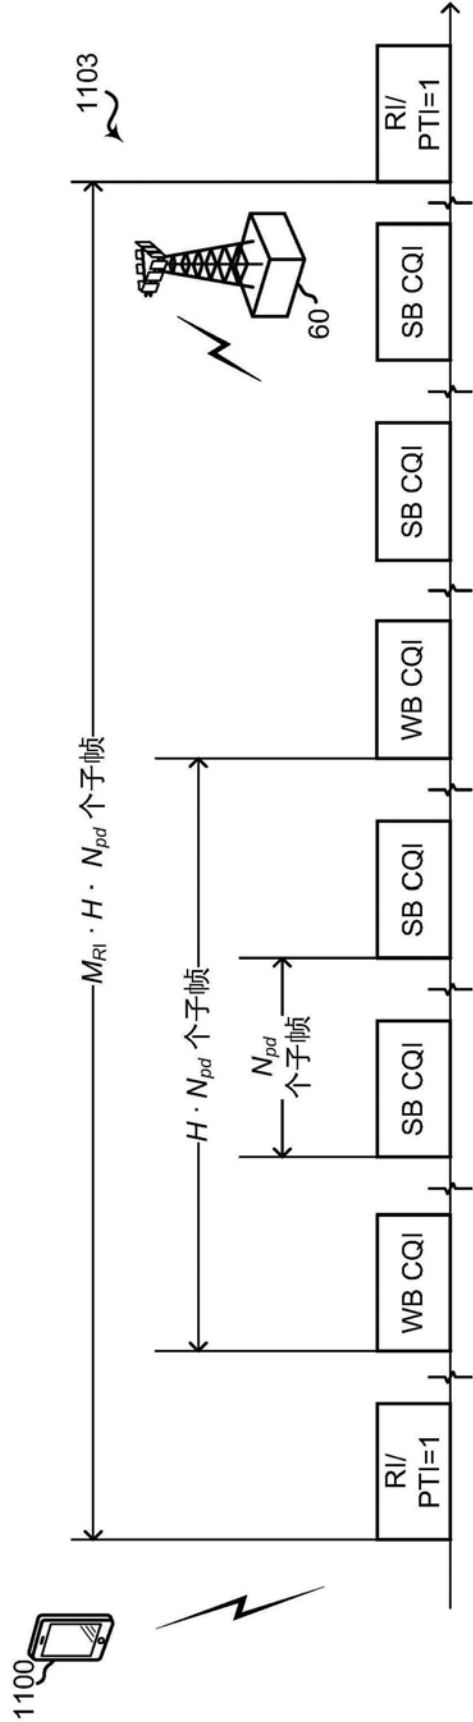 1100
1103
60
M_RI · H · N_pd 个子帧
H · N_pd 个子帧
N_pd
个子帧
RI/
PTI=1
WB CQI
SB CQI
SB CQI
WB CQI
SB CQI
SB CQI
RI/
PTI=1